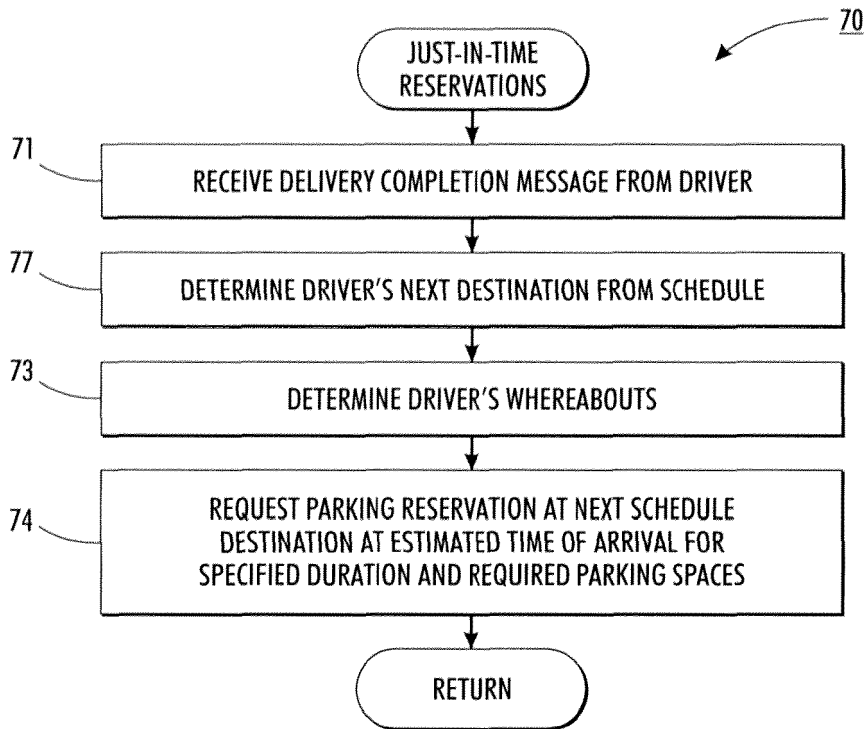 70
JUST-IN-TIME
RESERVATIONS
71
RECEIVE DELIVERY COMPLETION MESSAGE FROM DRIVER
77
DETERMINE DRIVER'S NEXT DESTINATION FROM SCHEDULE
73
DETERMINE DRIVER'S WHEREABOUTS
74
REQUEST PARKING RESERVATION AT NEXT SCHEDULE
DESTINATION AT ESTIMATED TIME OF ARRIVAL FOR
SPECIFIED DURATION AND REQUIRED PARKING SPACES
RETURN